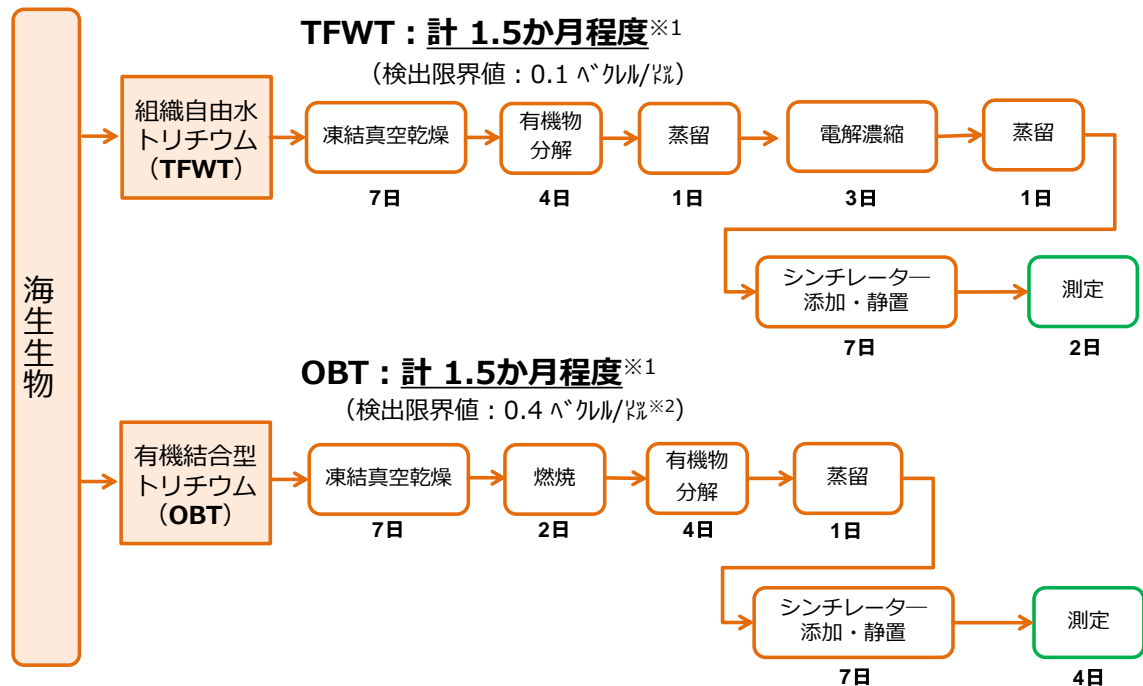 海生生物
TFWT：計 1.5か月程度※1
（検出限界値：0.1 ﾍﾞｸﾚﾙ/㍑）
組織自由水
トリチウム
（TFWT）
凍結真空乾燥
7日
有機物
分解
4日
蒸留
1日
電解濃縮
3日
蒸留
1日
シンチレーター
添加・静置
7日
測定
2日
OBT：計 1.5か月程度※1
（検出限界値：0.4 ﾍﾞｸﾚﾙ/㍑※2）
有機結合型
トリチウム
（OBT）
凍結真空乾燥
7日
燃焼
2日
有機物
分解
4日
蒸留
1日
シンチレーター
添加・静置
7日
測定
4日